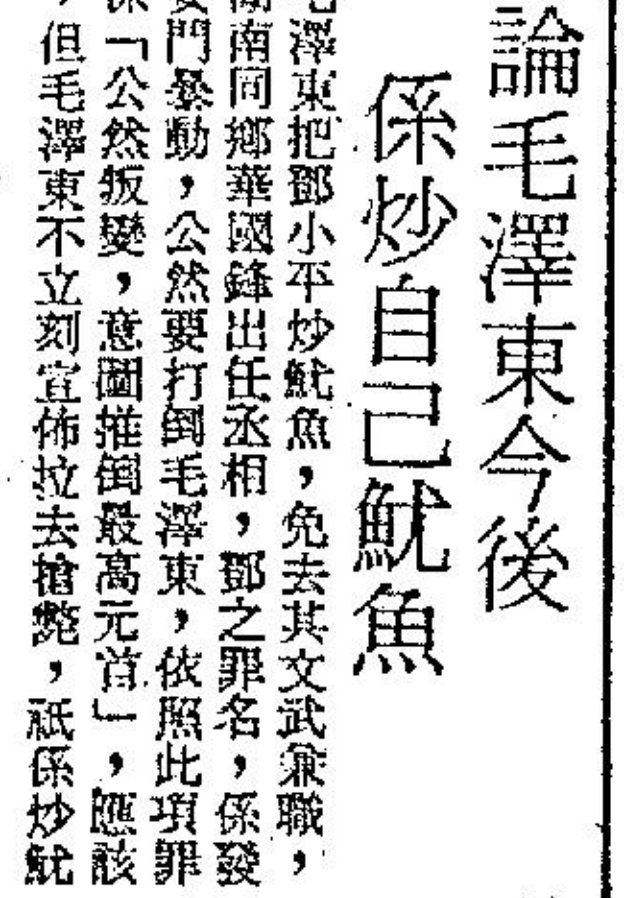 論毛澤東今後
係炒自己魷魚
毛澤東把鄧小平炒魷魚，免去其文武兼職，
湖南同鄉華國鋒出任丞相，鄧之罪名，係發
安門暴動，公然要打倒毛澤東，依照此項罪
係「公然叛變，意圖推倒最高元首」，應該
，但毛澤東不立刻宣佈拉去槍斃，祇係炒魷